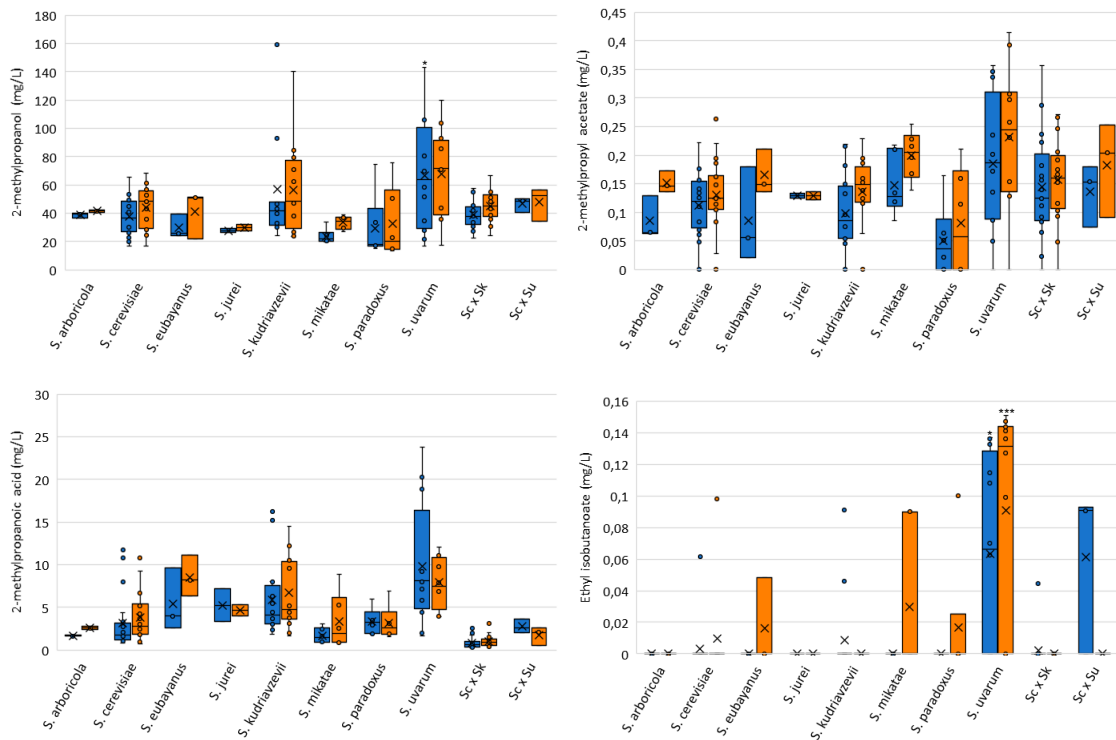 2-methylpropanol (mg/L)
180
160
140
120
100
80
60
40
20
0
*
S. arboricola
S. cerevisiae
S. eubayanus
S. jurei
S. kudriavzevii
S. mikatae
S. paradoxus
S. uvarum
Sc x Sk
Sc x Su
2-methylpropyl acetate (mg/L)
0,45
0,4
0,35
0,3
0,25
0,2
0,15
0,1
0,05
0
S. arboricola
S. cerevisiae
S. eubayanus
S. jurei
S. kudriavzevii
S. mikatae
S. paradoxus
S. uvarum
Sc x Sk
Sc x Su
2-methylpropanoic acid (mg/L)
30
25
20
15
10
5
0
S. arboricola
S. cerevisiae
S. eubayanus
S. jurei
S. kudriavzevii
S. mikatae
S. paradoxus
S. uvarum
Sc x Sk
Sc x Su
Ethyl isobutanoate (mg/L)
0,16
0,14
0,12
0,1
0,08
0,06
0,04
0,02
0
*
***
S. arboricola
S. cerevisiae
S. eubayanus
S. jurei
S. kudriavzevii
S. mikatae
S. paradoxus
S. uvarum
Sc x Sk
Sc x Su